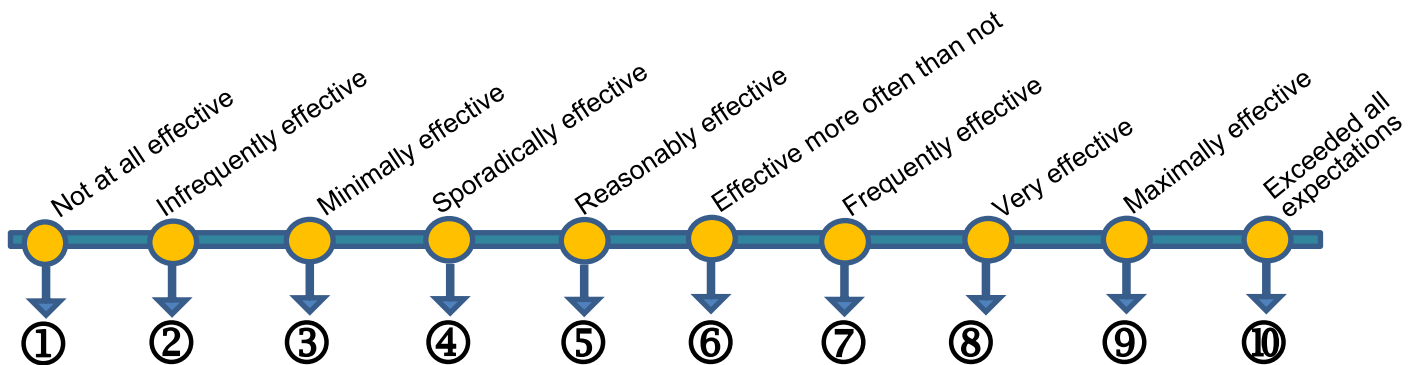 Not at all effective
Infrequently effective
Minimally effective
Sporadically effective
Reasonably effective
Effective more often than not
Frequently effective
Very effective
Maximally effective
Exceeded all
expectations
① ② ③ ④ ⑤ ⑥ ⑦ ⑧ ⑨ ⑩